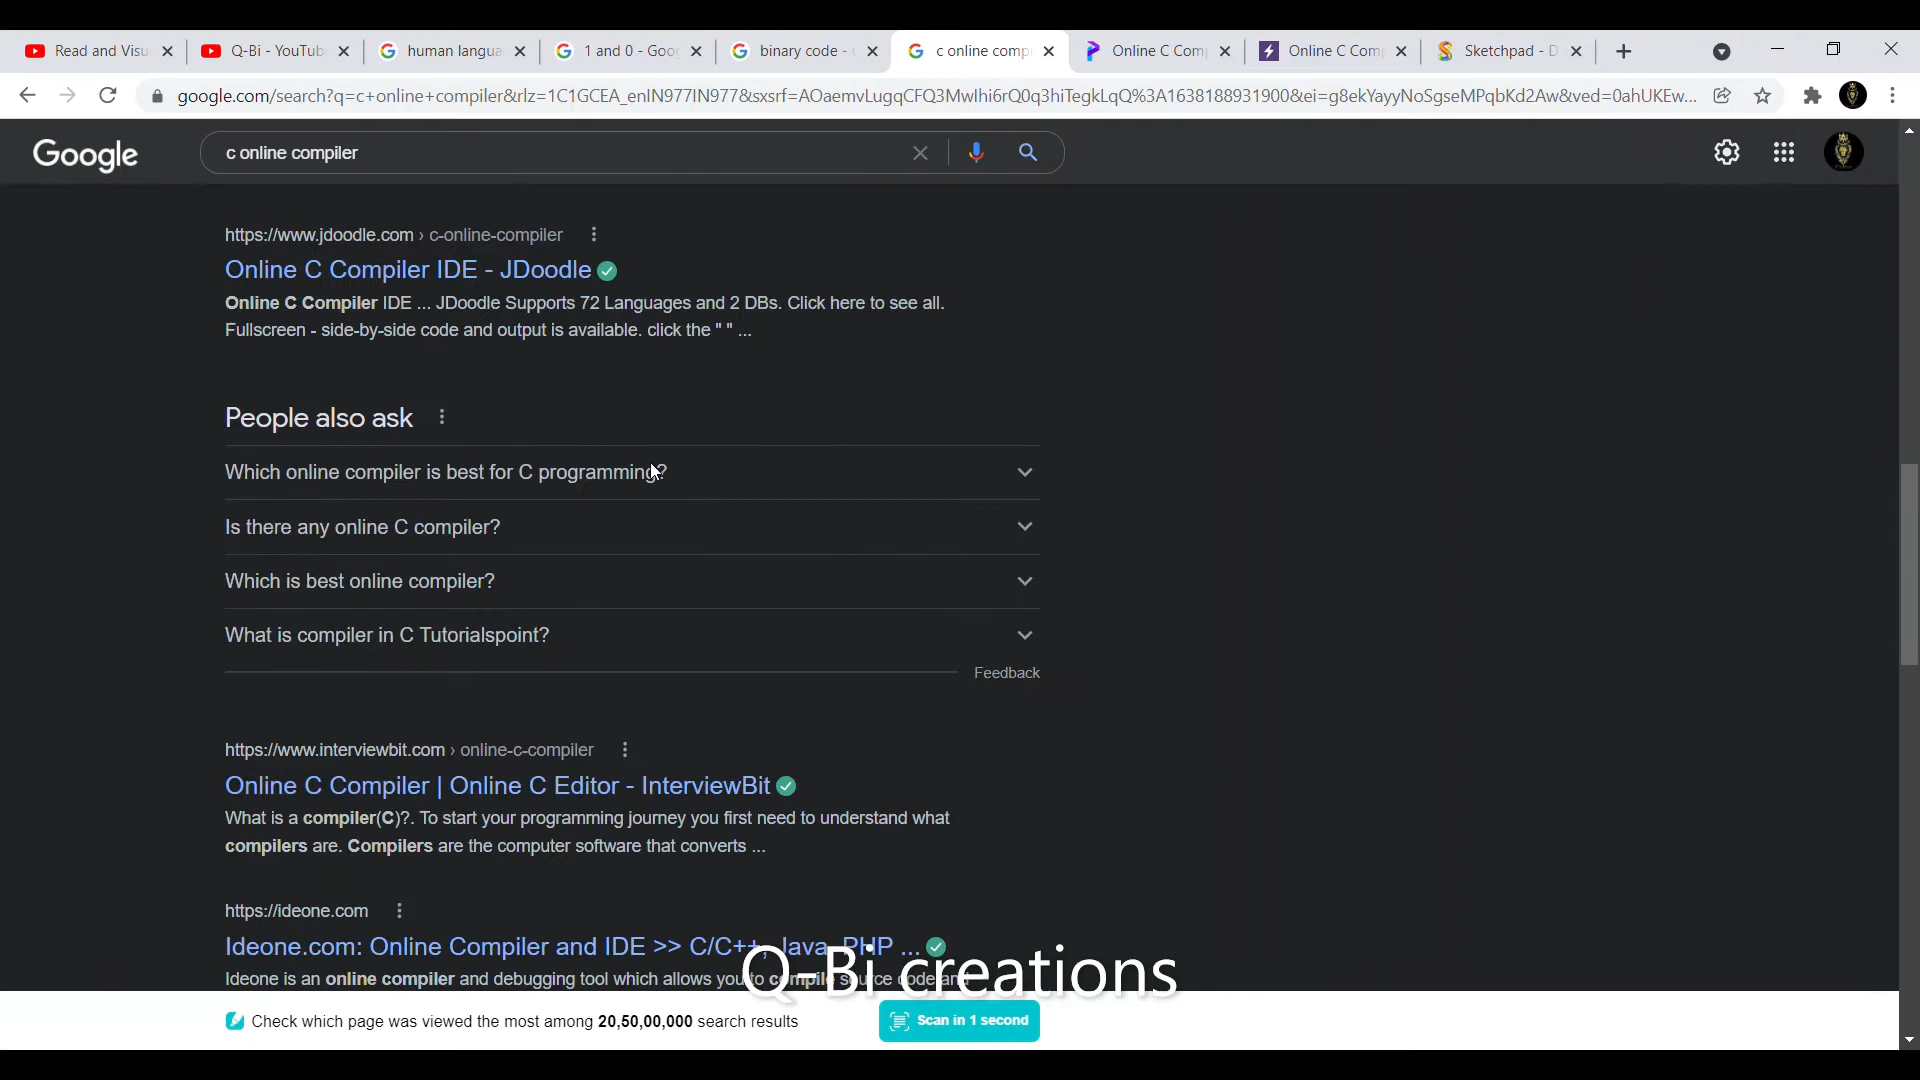 Read and Visu
Q-Bi - YouTub
human langua
1 and 0 - Goo
binary code -
c online comp
Online C Com
Online C Com
Sketchpad - D
google.com/search?q=c+online+compiler&rlz=1C1GCEA_enIN977IN977&sxsrf=AOaemvLugqCFQ3Mwlhi6rQ0q3hiTegkLqQ%3A1638188931900&ei=g8ekYayyNoSgseMPqbKd2Aw&ved=0ahUKEw...
Google
c online compiler
https://www.jdoodle.com › c-online-compiler
Online C Compiler IDE - JDoodle
Online C Compiler IDE ... JDoodle Supports 72 Languages and 2 DBs. Click here to see all.
Fullscreen - side-by-side code and output is available. click the " " ...
People also ask
Which online compiler is best for C programming?
Is there any online C compiler?
Which is best online compiler?
What is compiler in C Tutorialspoint?
Feedback
https://www.interviewbit.com › online-c-compiler
Online C Compiler | Online C Editor - InterviewBit
What is a compiler(C)?. To start your programming journey you first need to understand what
compilers are. Compilers are the computer software that converts ...
https://ideone.com
Ideone.com: Online Compiler and IDE >> C/C++, Java, PHP ...
Ideone is an online compiler and debugging tool which allows you to compile source code and
Q-Bi creations
Check which page was viewed the most among 20,50,00,000 search results
Scan in 1 second